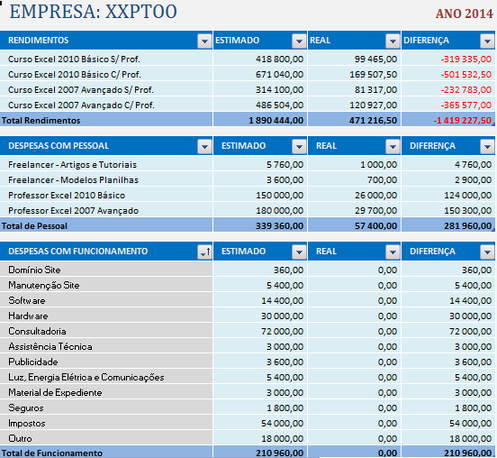 EMPRESA: XXPTOO ANO 2014
RENDIMENTOS ESTIMADO REAL DIFERENÇA
Curso Excel 2010 Básico S/ Prof. 418 800,00 99 465,00 -319 335,00
Curso Excel 2010 Básico C/ Prof. 671 040,00 169 507,50 -501 532,50
Curso Excel 2007 Avançado S/ Prof. 314 100,00 81 317,00 -232 783,00
Curso Excel 2007 Avançado C/ Prof. 486 504,00 120 927,00 -365 577,00
Total Rendimentos 1 890 444,00 471 216,50 -1 419 227,50
DESPESAS COM PESSOAL ESTIMADO REAL DIFERENÇA
Freelancer - Artigos e Tutoriais 5 760,00 1 000,00 4 760,00
Freelancer - Modelos Planilhas 3 600,00 700,00 2 900,00
Professor Excel 2010 Básico 150 000,00 26 000,00 124 000,00
Professor Excel 2007 Avançado 180 000,00 29 700,00 150 300,00
Total de Pessoal 339 360,00 57 400,00 281 960,00
DESPESAS COM FUNCIONAMENTO ESTIMADO REAL DIFERENÇA
Domínio Site 360,00 0,00 360,00
Manutenção Site 5 400,00 0,00 5 400,00
Software 14 400,00 0,00 14 400,00
Hardware 30 000,00 0,00 30 000,00
Consultadoria 72 000,00 0,00 72 000,00
Assistência Técnica 3 000,00 0,00 3 000,00
Publicidade 3 600,00 0,00 3 600,00
Luz, Energia Elétrica e Comunicações 5 400,00 0,00 5 400,00
Material de Expediente 3 000,00 0,00 3 000,00
Seguros 1 800,00 0,00 1 800,00
Impostos 54 000,00 0,00 54 000,00
Outro 18 000,00 0,00 18 000,00
Total de Funcionamento 210 960,00 0,00 210 960,00